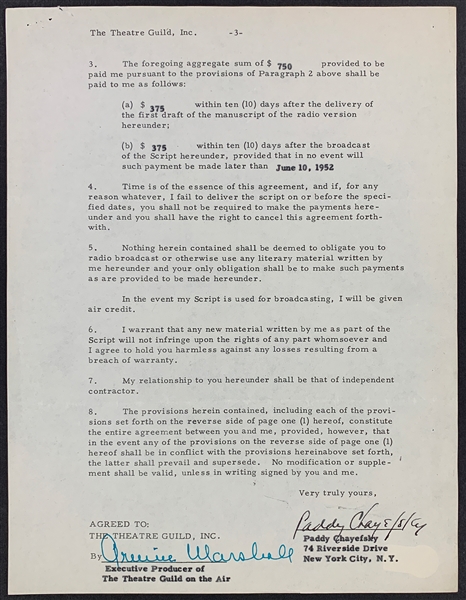 The Theatre Guild, Inc. -3-
3. The foregoing aggregate sum of $ 750 provided to be
paid me pursuant to the provisions of Paragraph 2 above shall be
paid to me as follows:
(a) $ 375 within ten (10) days after the delivery of
the first draft of the manuscript of the radio version
hereunder;
(b) $ 375 within ten (10) days after the broadcast
of the Script hereunder, provided that in no event will
such payment be made later than June 10, 1952
4. Time is of the essence of this agreement, and if, for any
reason whatever, I fail to deliver the script on or before the speci-
fied dates, you shall not be required to make the payments here-
under and you shall have the right to cancel this agreement forth-
with.
5. Nothing herein contained shall be deemed to obligate you to
radio broadcast or otherwise use any literary material written by
me hereunder and your only obligation shall be to make such payments
as are provided to be made hereunder.
In the event my Script is used for broadcasting, I will be given
air credit.
6. I warrant that any new material written by me as part of the
Script will not infringe upon the rights of any part whomsoever and
I agree to hold you harmless against any losses resulting from a
breach of warranty.
7. My relationship to you hereunder shall be that of independent
contractor.
8. The provisions herein contained, including each of the provi-
sions set forth on the reverse side of page one (1) hereof, constitute
the entire agreement between you and me, provided, however, that
in the event any of the provisions on the reverse side of page one (1)
hereof shall be in conflict with the provisions hereinabove set forth,
the latter shall prevail and supersede. No modification or supple-
ment shall be valid, unless in writing signed by you and me.
Very truly yours,
Paddy Chayefsky
AGREED TO:
THE THEATRE GUILD, INC.
Paddy Chayefsky
74 Riverside Drive
New York City, N.Y.
By Armina Marshall
Executive Producer of
The Theatre Guild on the Air